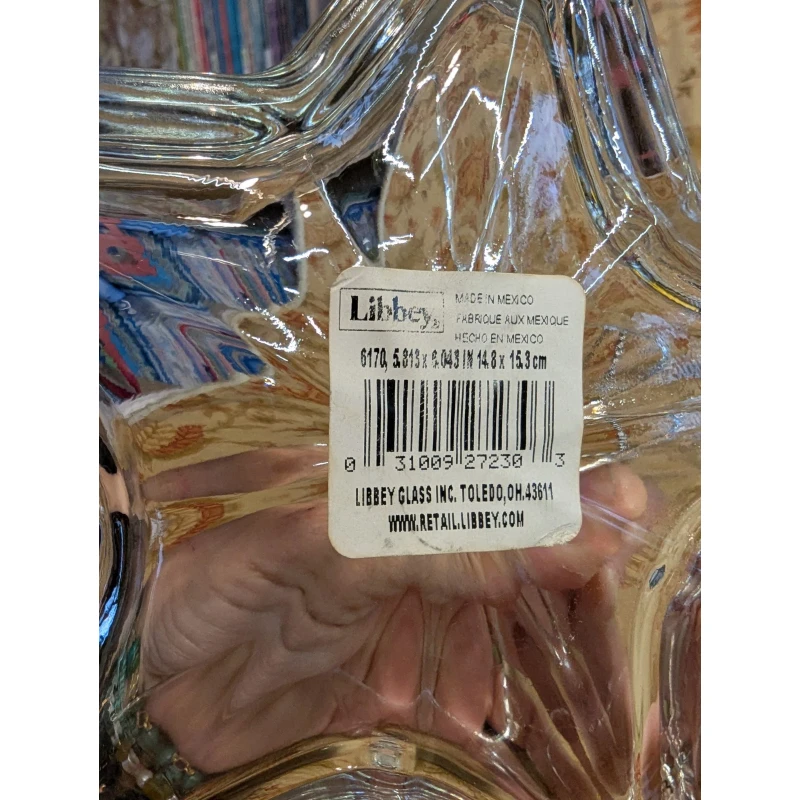 Libbey®
MADE IN MEXICO
FABRIQUE AUX MEXIQUE
HECHO EN MEXICO
6170, 5.813 x 6.043 IN 14.8 x 15.3 cm
0 31009 27230 3
LIBBEY GLASS INC. TOLEDO,OH.43611
WWW.RETAIL.LIBBEY.COM